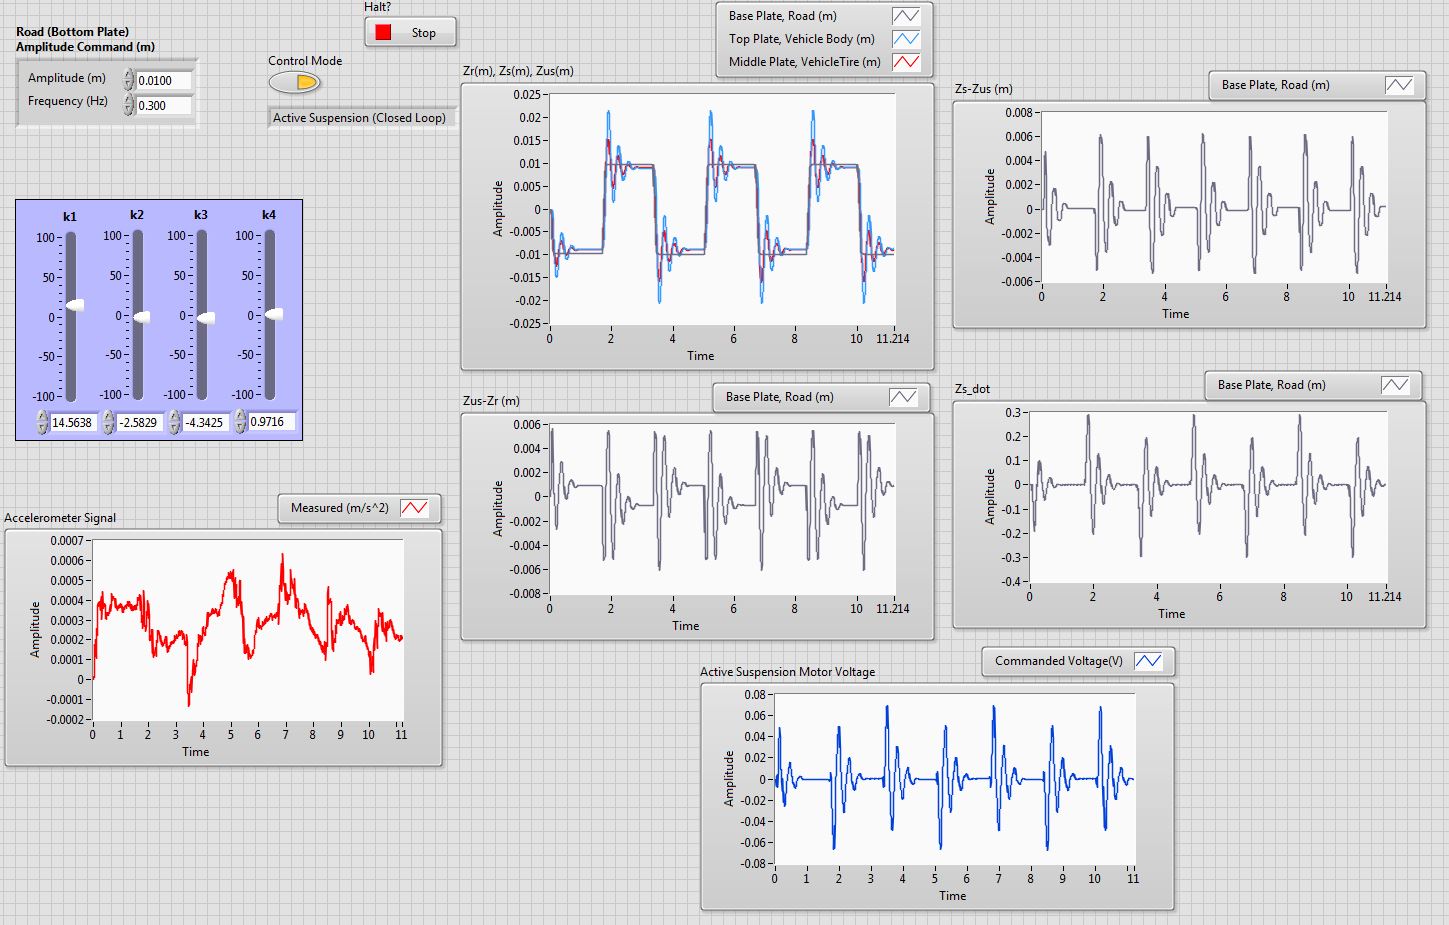 Halt?
Stop
Road (Bottom Plate)
Amplitude Command (m)
Amplitude (m)
0.0100
Frequency (Hz)
0.300
Control Mode
Active Suspension (Closed Loop)
k1
k2
k3
k4
100
50
0
-50
-100
100
50
0
-50
-100
100
50
0
-50
-100
100
50
0
-50
-100
14.5638
-2.5829
-4.3425
0.9716
Base Plate, Road (m)
Top Plate, Vehicle Body (m)
Middle Plate, VehicleTire (m)
Zr(m), Zs(m), Zus(m)
0.025
0.02
0.015
0.01
0.005
0
-0.005
-0.01
-0.015
-0.02
-0.025
Amplitude
0 2 4 6 8 10 11.214
Time
Zs-Zus (m)
Base Plate, Road (m)
0.008
0.006
0.004
0.002
0.000
-0.002
-0.004
-0.006
Amplitude
0 2 4 6 8 10 11.214
Time
Zus-Zr (m)
Base Plate, Road (m)
0.006
0.004
0.002
0
-0.002
-0.004
-0.006
-0.008
Amplitude
0 2 4 6 8 10 11.214
Time
Zs_dot
Base Plate, Road (m)
0.3
0.2
0.1
0
-0.1
-0.2
-0.3
-0.4
Amplitude
0 2 4 6 8 10 11.214
Time
Accelerometer Signal
Measured (m/s^2)
0.0007
0.0006
0.0005
0.0004
0.0003
0.0002
0.0001
0
-0.0001
-0.0002
Amplitude
0 1 2 3 4 5 6 7 8 9 10 11
Time
Active Suspension Motor Voltage
Commanded Voltage(V)
0.08
0.06
0.04
0.02
0
-0.02
-0.04
-0.06
-0.08
Amplitude
0 1 2 3 4 5 6 7 8 9 10 11
Time